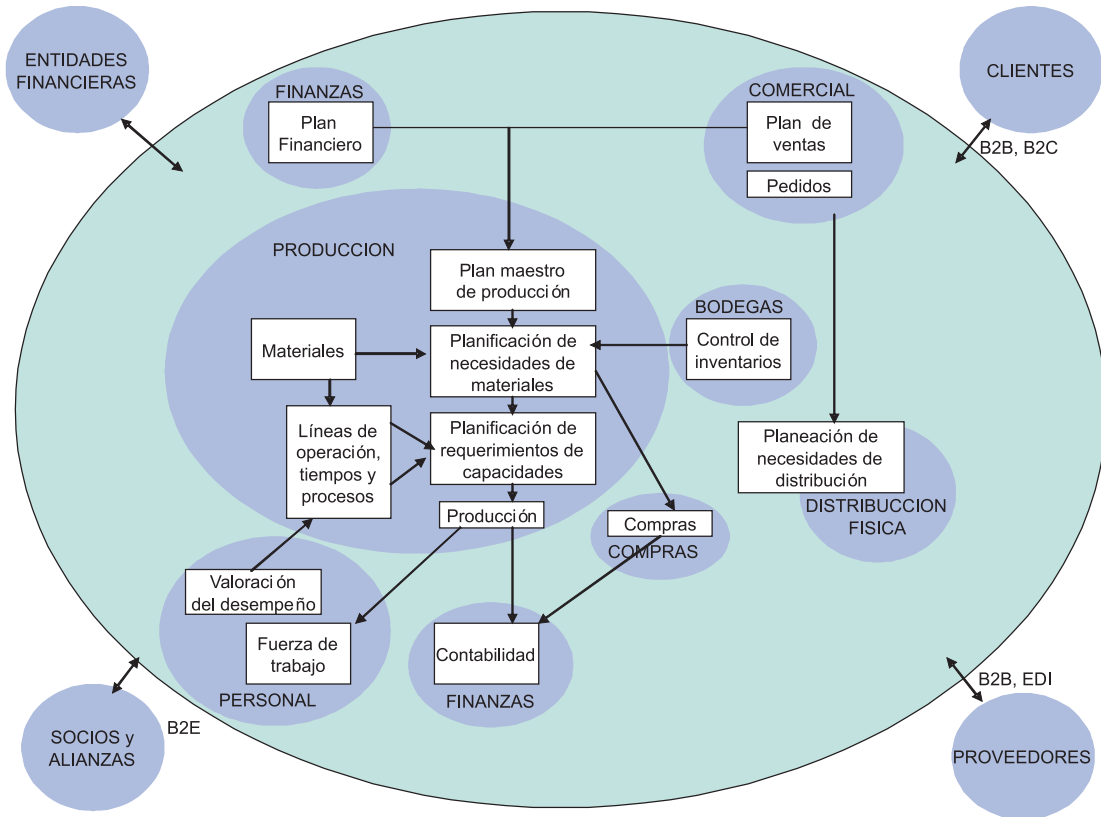 ENTIDADES
FINANCIERAS
CLIENTES
B2B, B2C
FINANZAS
Plan
Financiero
COMERCIAL
Plan de
ventas
Pedidos
PRODUCCION
Plan maestro
de producción
Materiales
Planificación de
necesidades de
materiales
BODEGAS
Control de
inventarios
Líneas de
operación,
tiempos y
procesos
Planificación de
requerimientos de
capacidades
Planeación de
necesidades de
distribución
DISTRIBUCCION
FISICA
Producción
Compras
COMPRAS
Valoración
del desempeño
Fuerza de
trabajo
PERSONAL
Contabilidad
FINANZAS
SOCIOS y
ALIANZAS
B2E
B2B, EDI
PROVEEDORES